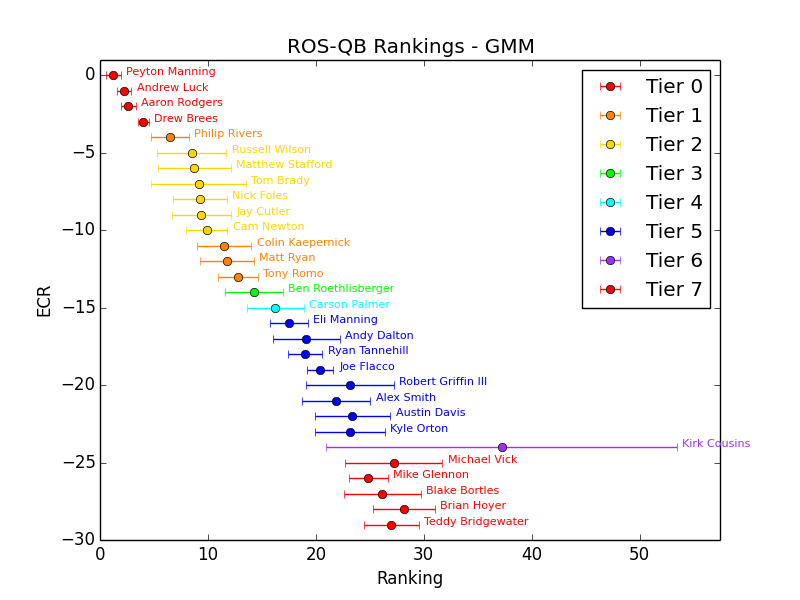 ROS-QB Rankings - GMM
0
−5
−10
−15
−20
−25
−30
ECR
Peyton Manning
Andrew Luck
Aaron Rodgers
Drew Brees
Philip Rivers
Russell Wilson
Matthew Stafford
Tom Brady
Nick Foles
Jay Cutler
Cam Newton
Colin Kaepernick
Matt Ryan
Tony Romo
Ben Roethlisberger
Carson Palmer
Eli Manning
Andy Dalton
Ryan Tannehill
Joe Flacco
Robert Griffin III
Alex Smith
Austin Davis
Kyle Orton
Kirk Cousins
Michael Vick
Mike Glennon
Blake Bortles
Brian Hoyer
Teddy Bridgewater
Tier 0
Tier 1
Tier 2
Tier 3
Tier 4
Tier 5
Tier 6
Tier 7
0 10 20 30 40 50
Ranking